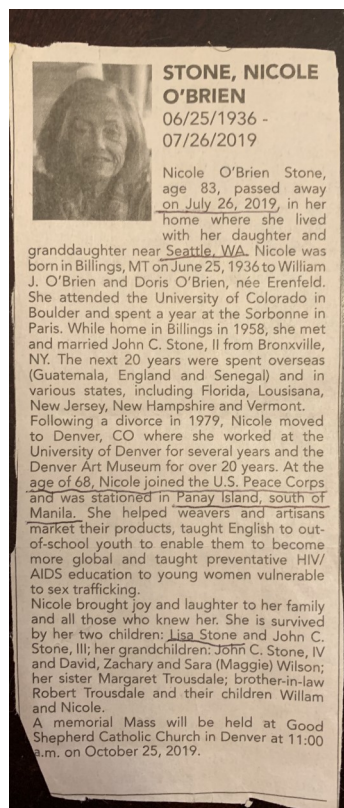 STONE, NICOLE
O'BRIEN
06/25/1936 -
07/26/2019
Nicole O'Brien Stone,
age 83, passed away
on July 26, 2019, in her
home where she lived
with her daughter and
granddaughter near Seattle, WA. Nicole was
born in Billings, MT on June 25, 1936 to William
J. O'Brien and Doris O'Brien, née Erenfeld.
She attended the University of Colorado in
Boulder and spent a year at the Sorbonne in
Paris. While home in Billings in 1958, she met
and married John C. Stone, II from Bronxville,
NY. The next 20 years were spent overseas
(Guatemala, England and Senegal) and in
various states, including Florida, Lousisana,
New Jersey, New Hampshire and Vermont.
Following a divorce in 1979, Nicole moved
to Denver, CO where she worked at the
University of Denver for several years and the
Denver Art Museum for over 20 years. At the
age of 68, Nicole joined the U.S. Peace Corps
and was stationed in Panay Island, south of
Manila. She helped weavers and artisans
market their products, taught English to out-
of-school youth to enable them to become
more global and taught preventative HIV/
AIDS education to young women vulnerable
to sex trafficking.
Nicole brought joy and laughter to her family
and all those who knew her. She is survived
by her two children: Lisa Stone and John C.
Stone, III; her grandchildren: John C. Stone, IV
and David, Zachary and Sara (Maggie) Wilson;
her sister Margaret Trousdale; brother-in-law
Robert Trousdale and their children Willam
and Nicole.
A memorial Mass will be held at Good
Shepherd Catholic Church in Denver at 11:00
a.m. on October 25, 2019.